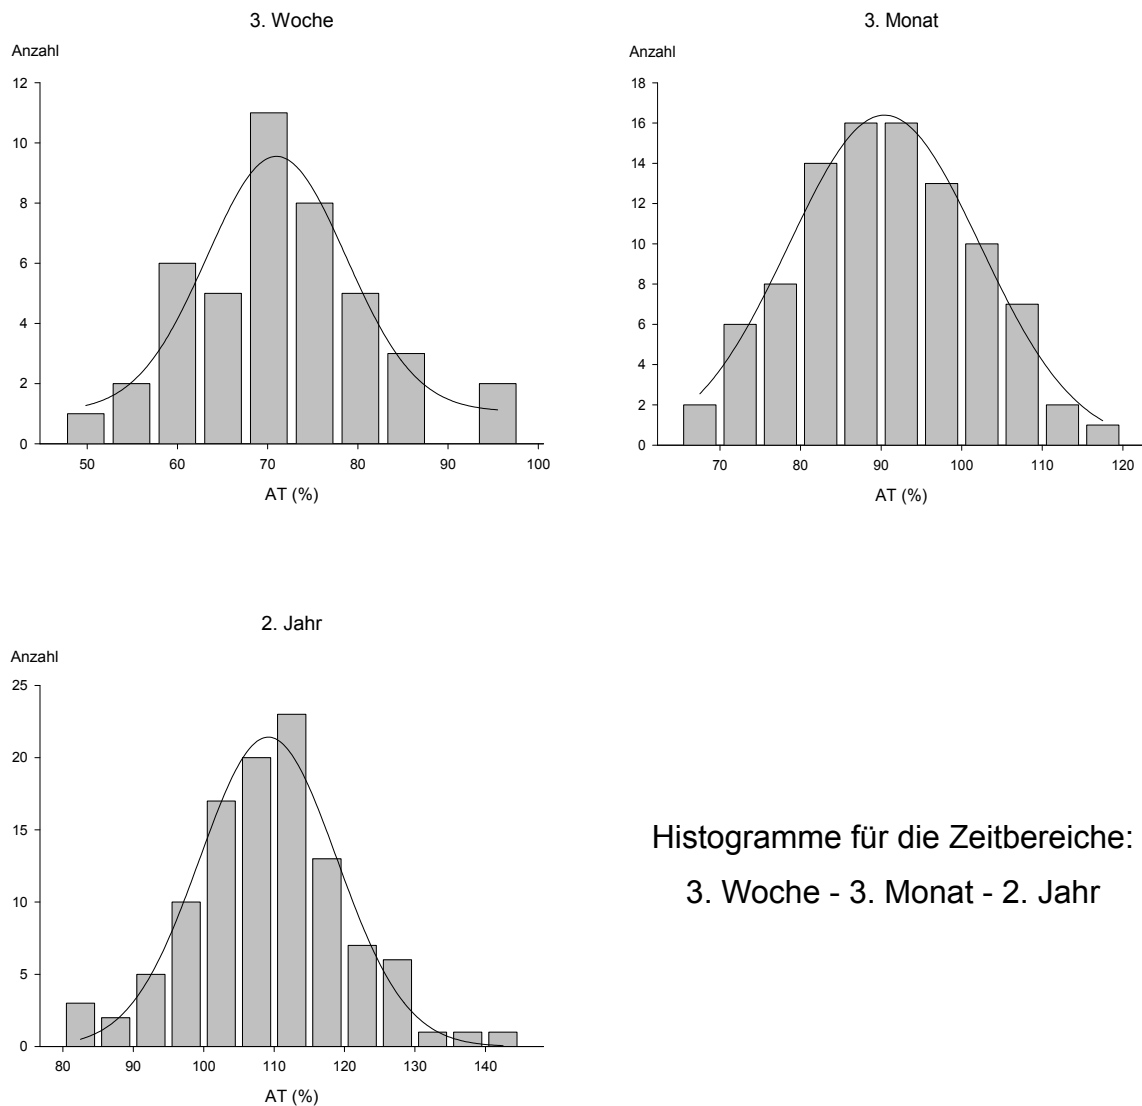 3. Woche
Anzahl
12
10
8
6
4
2
0
50 60 70 80 90 100
AT (%)
3. Monat
Anzahl
18
16
14
12
10
8
6
4
2
0
70 80 90 100 110 120
AT (%)
2. Jahr
Anzahl
25
20
15
10
5
0
80 90 100 110 120 130 140
AT (%)
Histogramme für die Zeitbereiche:
3. Woche - 3. Monat - 2. Jahr